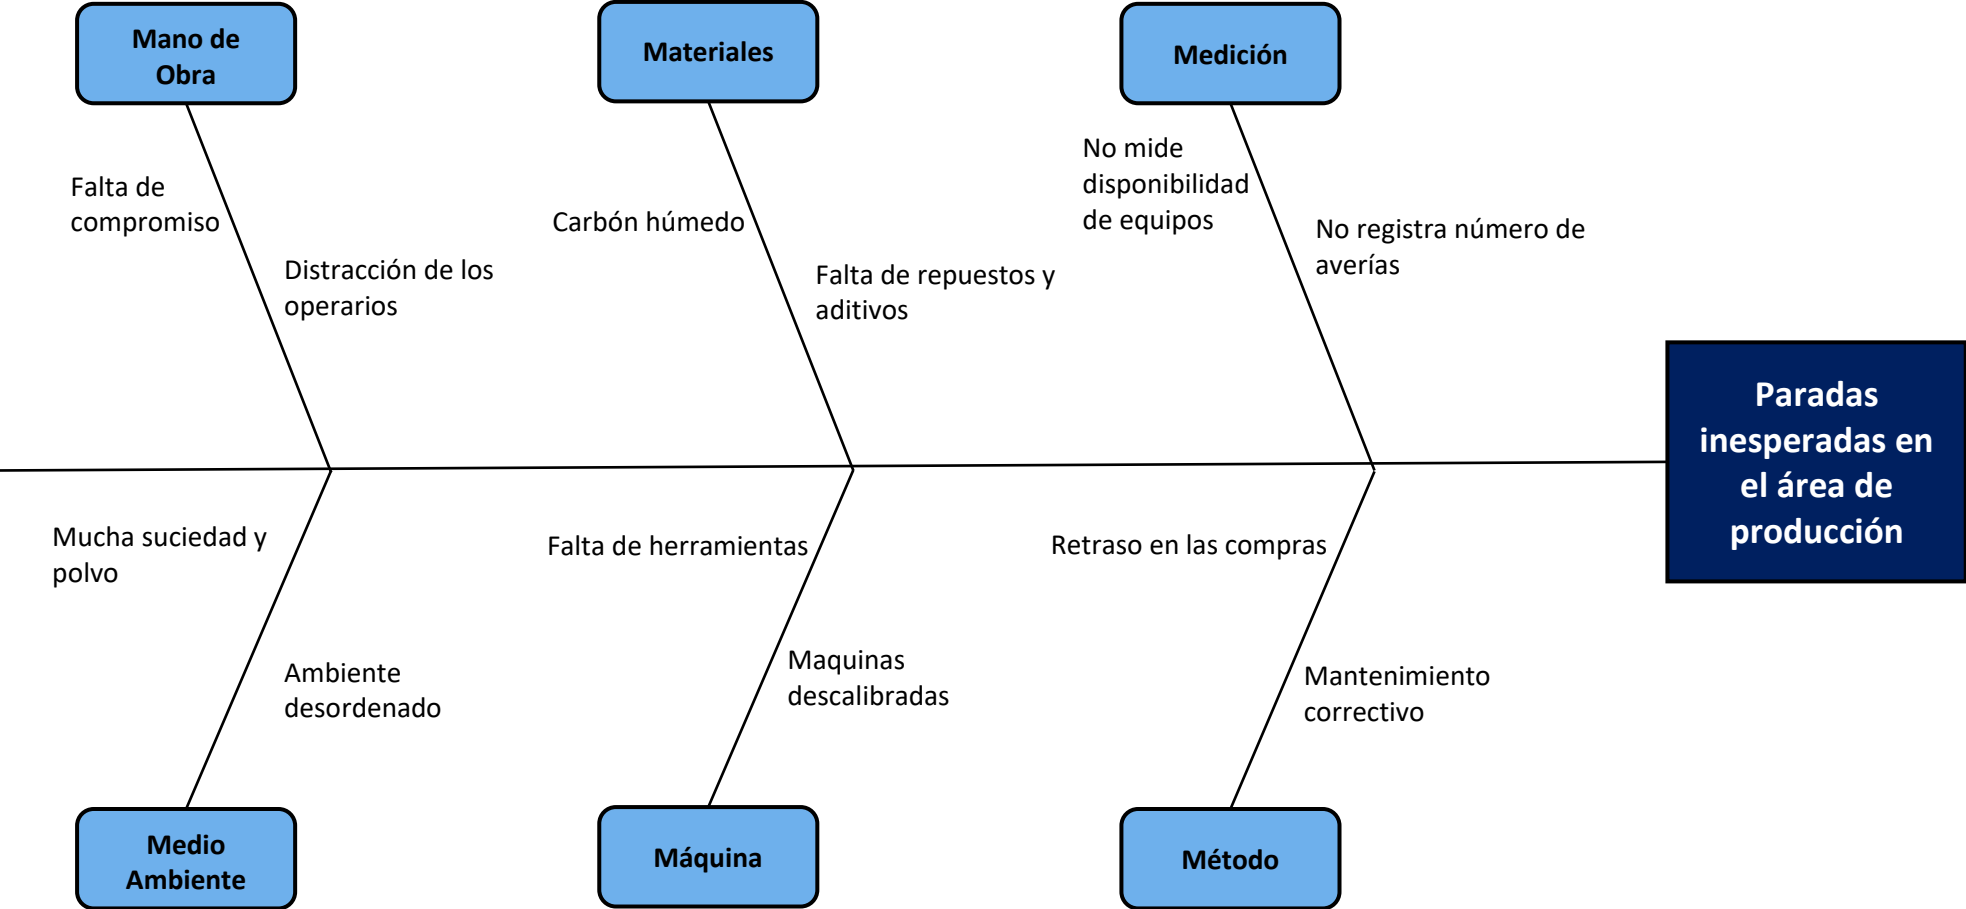 Mano de
Obra
Materiales
Medición
Falta de
compromiso
Distracción de los
operarios
Carbón húmedo
Falta de repuestos y
aditivos
No mide
disponibilidad
de equipos
No registra número de
averías
Paradas
inesperadas en
el área de
producción
Mucha suciedad y
polvo
Ambiente
desordenado
Falta de herramientas
Maquinas
descalibradas
Retraso en las compras
Mantenimiento
correctivo
Medio
Ambiente
Máquina
Método